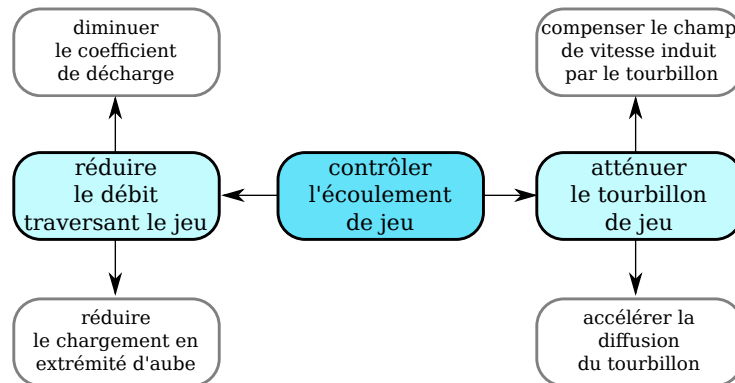 diminuer
le coefficient
de décharge
compenser le champ
de vitesse induit
par le tourbillon
réduire
le débit
traversant le jeu
contrôler
l'écoulement
de jeu
atténuer
le tourbillon
de jeu
réduire
le chargement en
extrémité d'aube
accélérer la
diffusion
du tourbillon